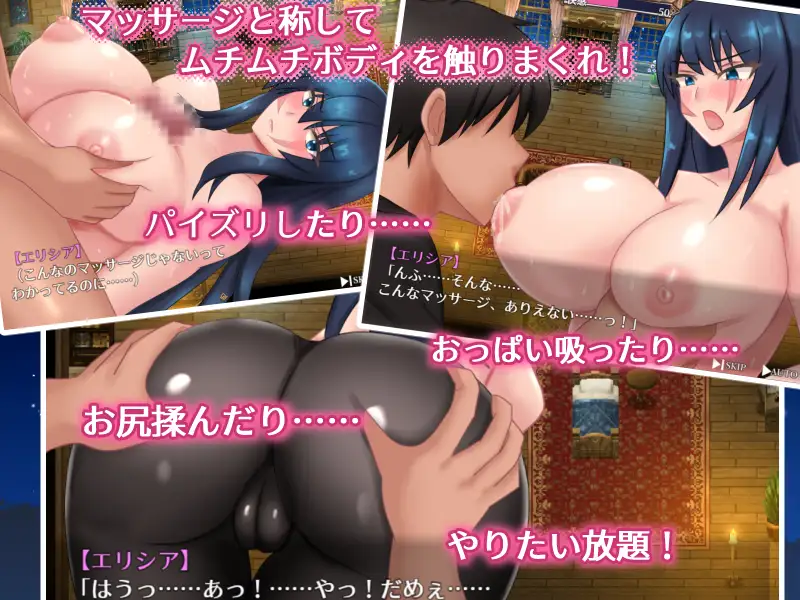 マッサージと称して
ムチムチボディを触りまくれ！
パイズリしたり……
【エリシア】
（こんなのマッサージじゃないって
わかってるのに……）
【エリシア】
「んふ……そんな……
こんなマッサージ、ありえない……っ！」
SKIP
AUTO
おっぱい吸ったり……
お尻揉んだり……
やりたい放題！
【エリシア】
「はうっ……あっ！……やっ！だめぇ……